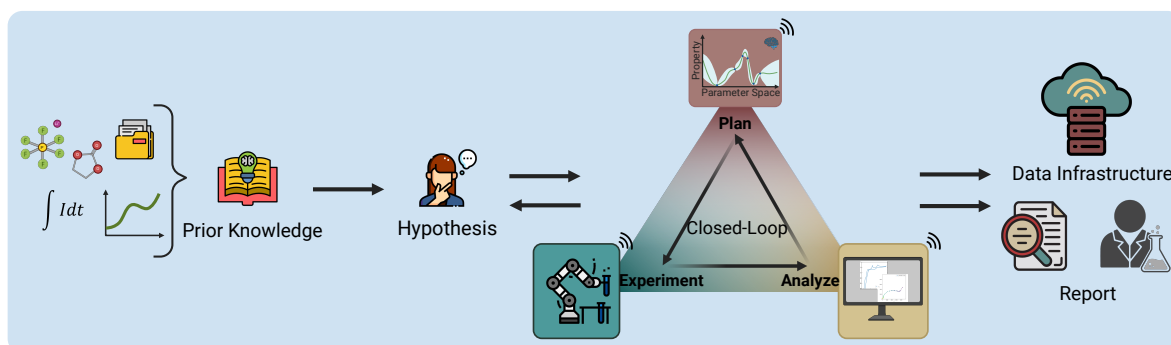 Property
Parameter Space
Plan
F
F
F
F
F
F
P
O
O
O
∫ Idt
Prior Knowledge
Hypothesis
Closed-Loop
Experiment
Analyze
Data Infrastructure
Report